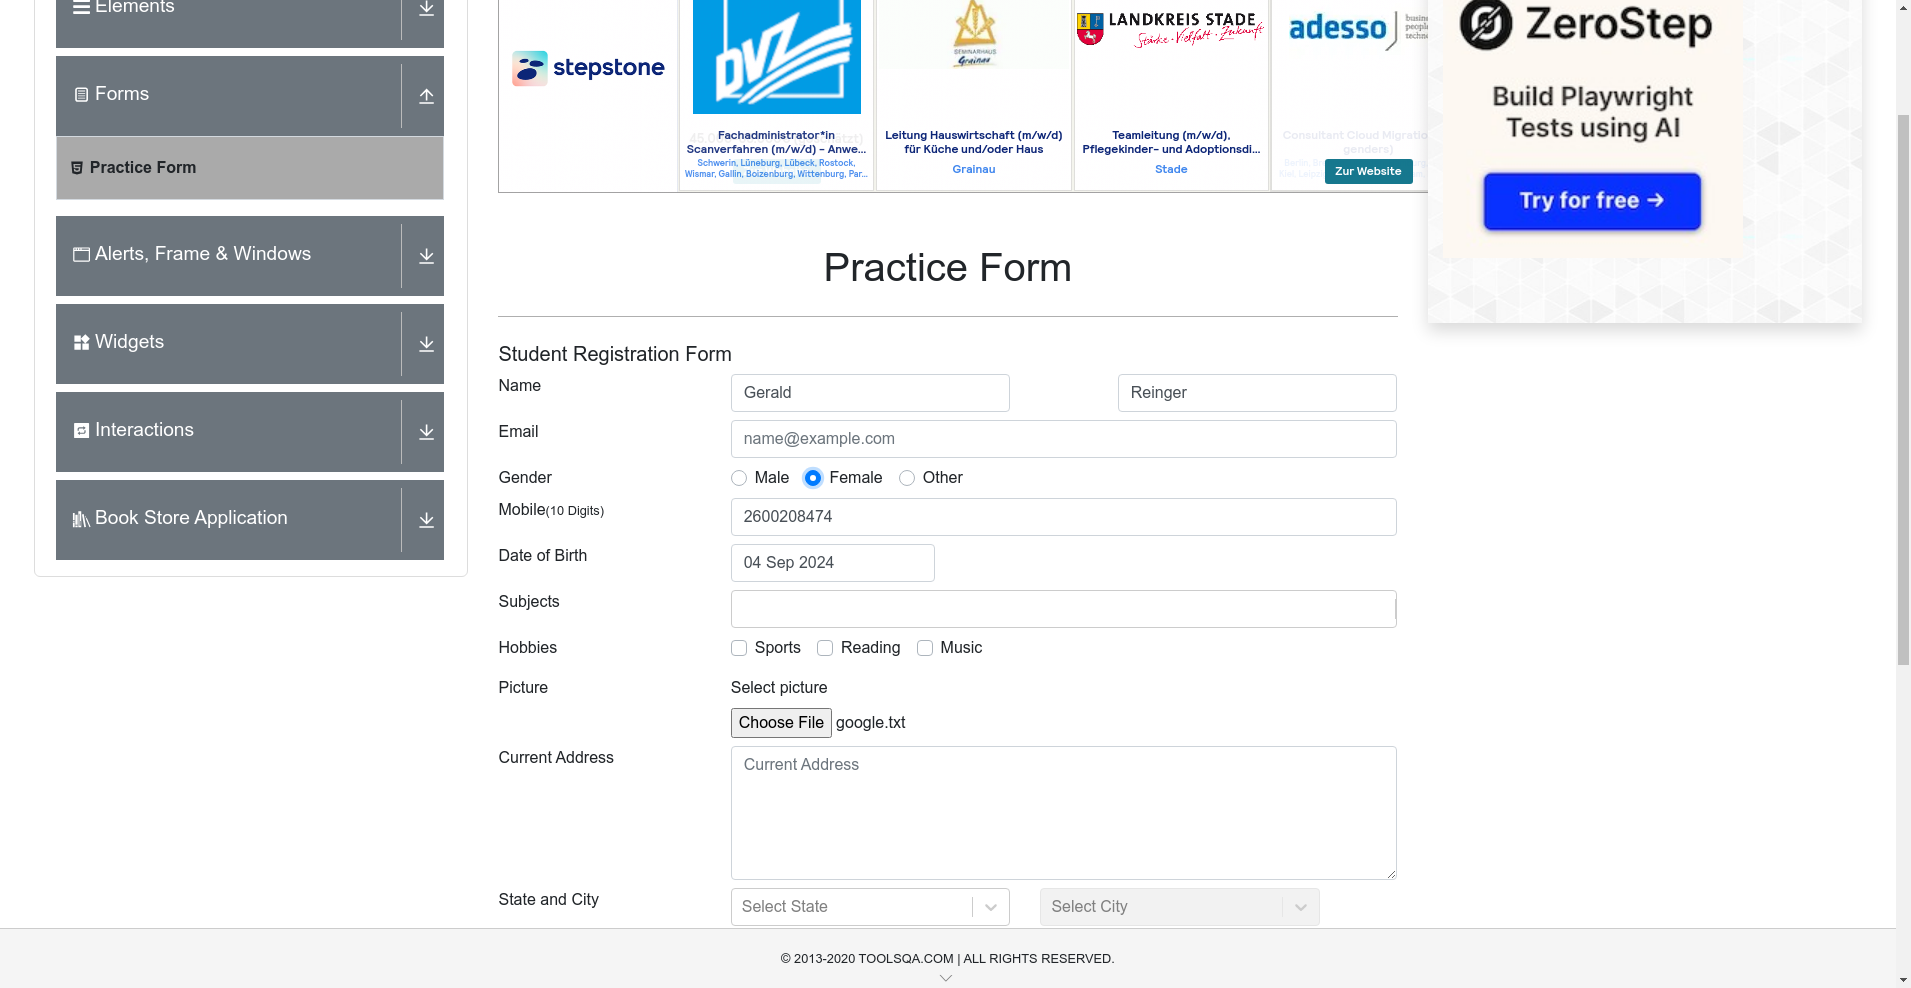 Elements
Forms
Practice Form
Alerts, Frame & Windows
Widgets
Interactions
Book Store Application
stepstone
DVZ
Fachadministrator*in
Scanverfahren (m/w/d) - Anwe...
Schwerin, Lüneburg, Lübeck, Rostock,
Wismar, Gallin, Boizenburg, Wittenburg, Par...
SEMINARHAUS
Grainau
Leitung Hauswirtschaft (m/w/d)
für Küche und/oder Haus
Grainau
LANDKREIS STADE
Stärke · Vielfalt · Zukunft
Teamleitung (m/w/d),
Pflegekinder- und Adoptionsdi...
Stade
adesso
busine
people
techno
Consultant Cloud Migratio
genders)
Zur Website
ZeroStep
Build Playwright
Tests using AI
Try for free →
Practice Form
Student Registration Form
Name
Gerald
Reinger
Email
name@example.com
Gender
Male
Female
Other
Mobile(10 Digits)
2600208474
Date of Birth
04 Sep 2024
Subjects
Hobbies
Sports
Reading
Music
Picture
Select picture
Choose File
google.txt
Current Address
Current Address
State and City
Select State
Select City
© 2013-2020 TOOLSQA.COM | ALL RIGHTS RESERVED.